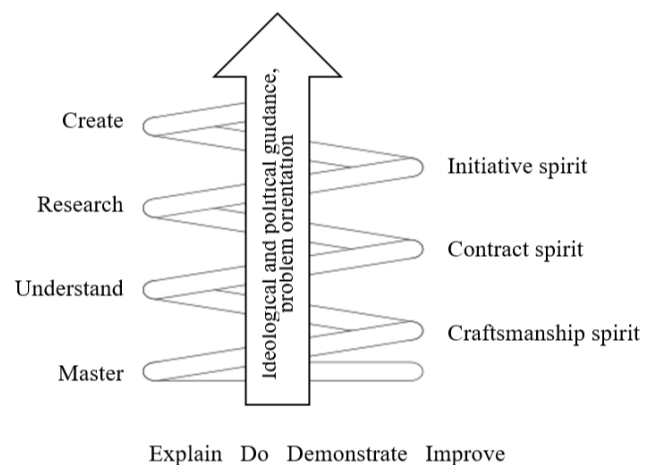 Create
Research
Understand
Master
Ideological and political guidance,
problem orientation
Initiative spirit
Contract spirit
Craftsmanship spirit
Explain Do Demonstrate Improve